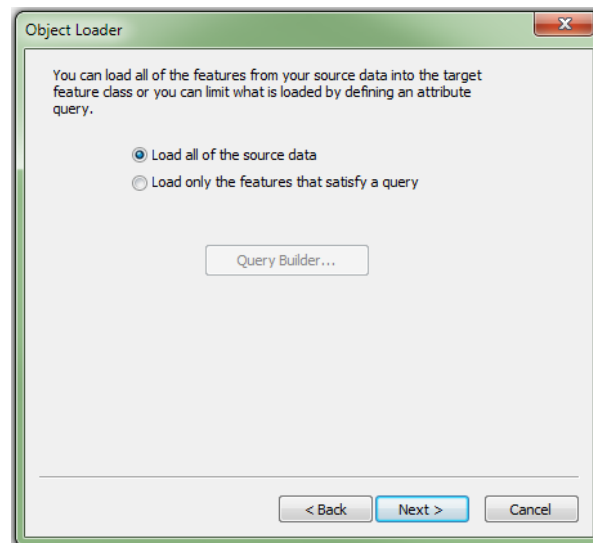 Object Loader
You can load all of the features from your source data into the target
feature class or you can limit what is loaded by defining an attribute
query.
Load all of the source data
Load only the features that satisfy a query
Query Builder...
< Back Next > Cancel